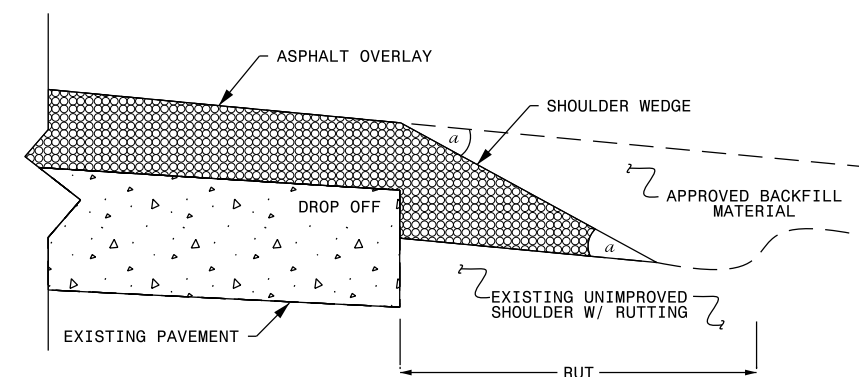 ASPHALT OVERLAY
SHOULDER WEDGE
a
APPROVED BACKFILL
MATERIAL
DROP OFF
a
EXISTING UNIMPROVED
SHOULDER W/ RUTTING
EXISTING PAVEMENT
RUT